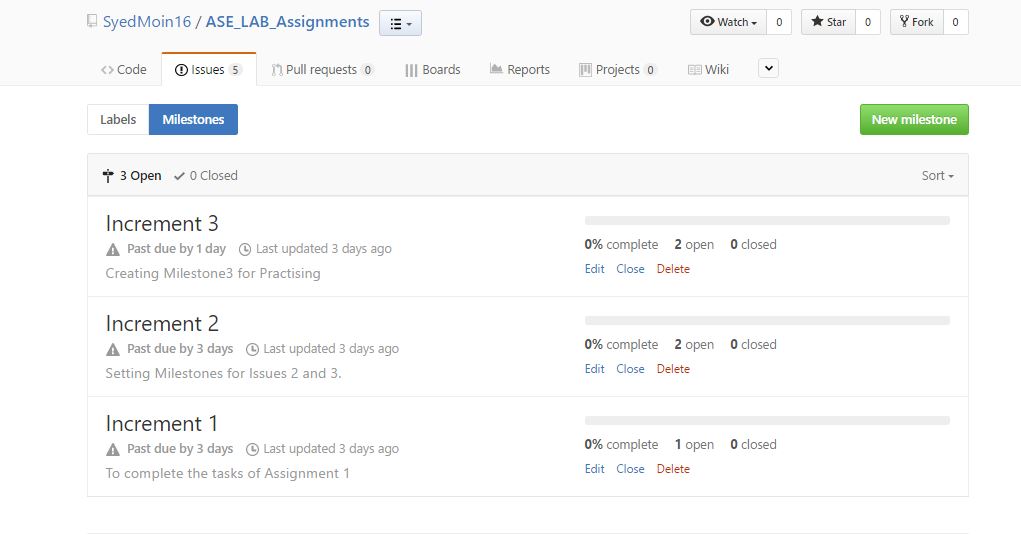 SyedMoin16 / ASE_LAB_Assignments
Watch 0 Star 0 Fork 0
Code Issues 5 Pull requests 0 Boards Reports Projects 0 Wiki
Labels Milestones New milestone
3 Open 0 Closed Sort
Increment 3
Past due by 1 day Last updated 3 days ago
Creating Milestone3 for Practising
0% complete 2 open 0 closed
Edit Close Delete
Increment 2
Past due by 3 days Last updated 3 days ago
Setting Milestones for Issues 2 and 3.
0% complete 2 open 0 closed
Edit Close Delete
Increment 1
Past due by 3 days Last updated 3 days ago
To complete the tasks of Assignment 1
0% complete 1 open 0 closed
Edit Close Delete